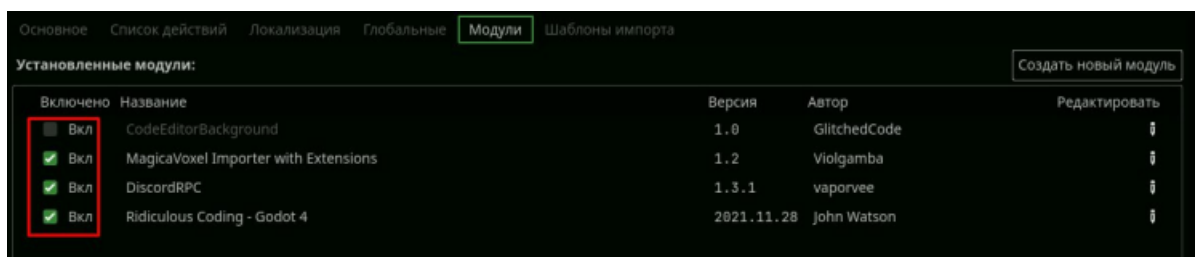 Основное Список действий Локализация Глобальные Модули Шаблоны импорта
Установленные модули: Создать новый модуль
Включено Название Версия Автор Редактировать
Вкл CodeEditorBackground 1.0 GlitchedCode
Вкл MagicaVoxel Importer with Extensions 1.2 Violgamba
Вкл DiscordRPC 1.3.1 vaporvee
Вкл Ridiculous Coding - Godot 4 2021.11.28 John Watson